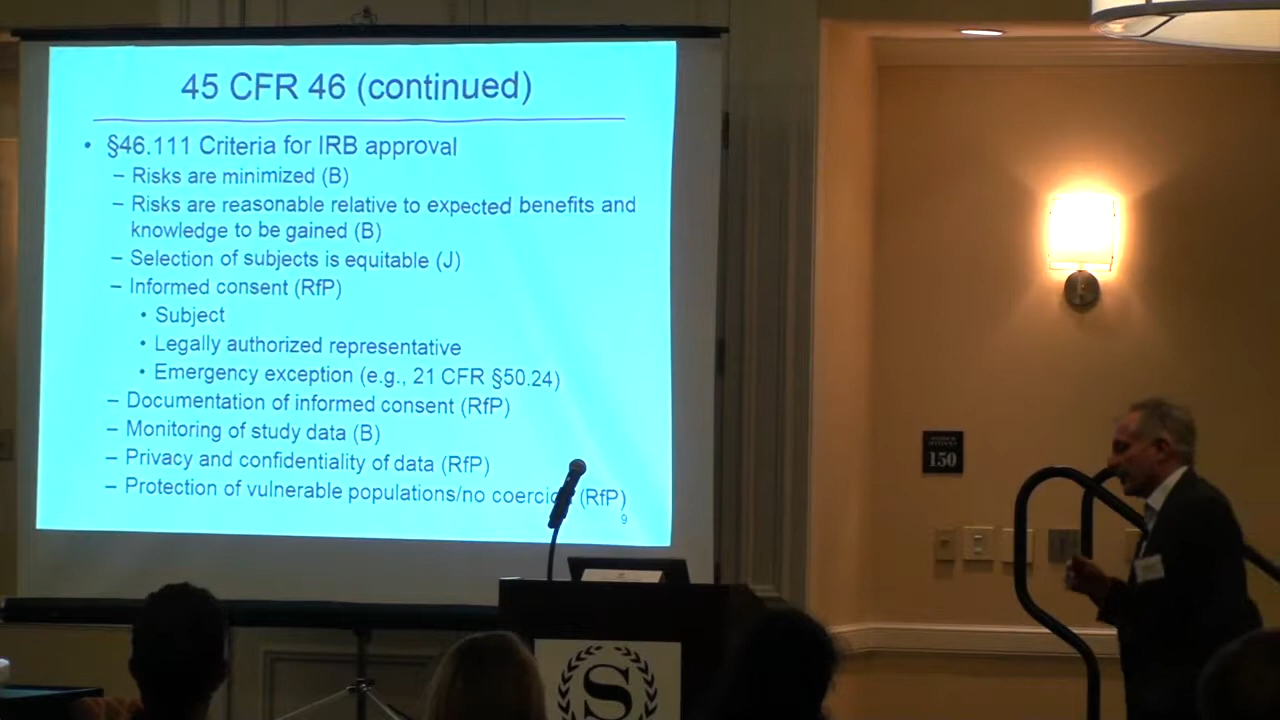 45 CFR 46 (continued)
• §46.111 Criteria for IRB approval
– Risks are minimized (B)
– Risks are reasonable relative to expected benefits and
knowledge to be gained (B)
– Selection of subjects is equitable (J)
– Informed consent (RfP)
• Subject
• Legally authorized representative
• Emergency exception (e.g., 21 CFR §50.24)
– Documentation of informed consent (RfP)
– Monitoring of study data (B)
– Privacy and confidentiality of data (RfP)
– Protection of vulnerable populations/no coercio (RfP)
9
150
S